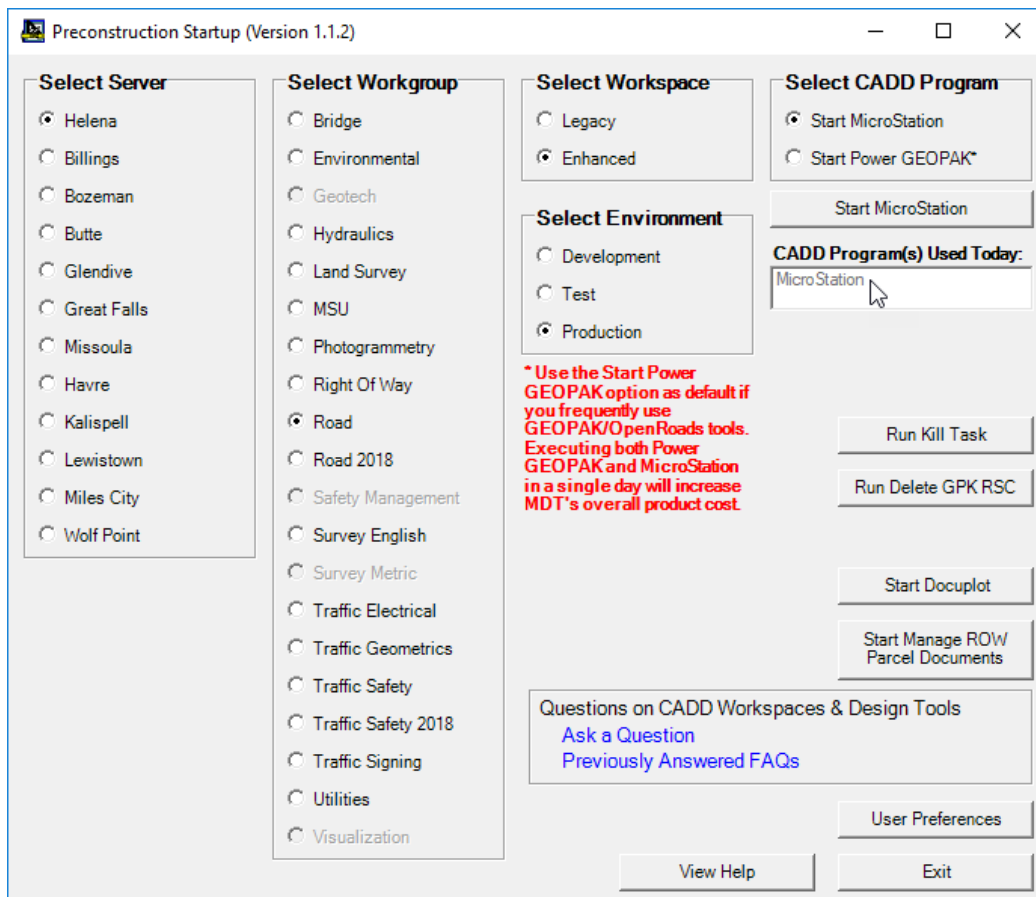 Preconstruction Startup (Version 1.1.2)
Select Server
Helena
Billings
Bozeman
Butte
Glendive
Great Falls
Missoula
Havre
Kalispell
Lewistown
Miles City
Wolf Point
Select Workgroup
Bridge
Environmental
Geotech
Hydraulics
Land Survey
MSU
Photogrammetry
Right Of Way
Road
Road 2018
Safety Management
Survey English
Survey Metric
Traffic Electrical
Traffic Geometrics
Traffic Safety
Traffic Safety 2018
Traffic Signing
Utilities
Visualization
Select Workspace
Legacy
Enhanced
Select Environment
Development
Test
Production
* Use the Start Power
GEOPAK option as default if
you frequently use
GEOPAK/OpenRoads tools.
Executing both Power
GEOPAK and MicroStation
in a single day will increase
MDT's overall product cost.
Select CADD Program
Start MicroStation
Start Power GEOPAK*
Start MicroStation
CADD Program(s) Used Today:
MicroStation
Run Kill Task
Run Delete GPK RSC
Start Docuplot
Start Manage ROW
Parcel Documents
Questions on CADD Workspaces & Design Tools
Ask a Question
Previously Answered FAQs
User Preferences
View Help
Exit